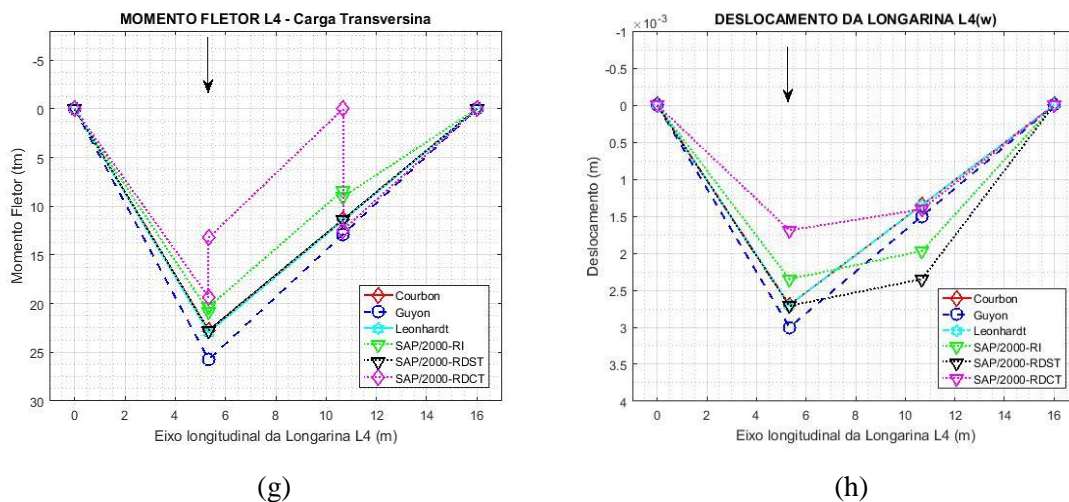 MOMENTO FLETOR L4 - Carga Transversina
-5
0
5
10
15
20
25
30
Momento Fletor (tm)
0 2 4 6 8 10 12 14 16
Eixo longitudinal da Longarina L4 (m)
Courbon
Guyon
Leonhardt
SAP/2000-RI
SAP/2000-RDST
SAP/2000-RDCT
(g)
DESLOCAMENTO DA LONGARINA L4(w)
×10-3
-1
-0.5
0
0.5
1
1.5
2
2.5
3
3.5
4
Deslocamento (m)
0 2 4 6 8 10 12 14 16
Eixo longitudinal da Longarina L4 (m)
Courbon
Guyon
Leonhardt
SAP/2000-RI
SAP/2000-RDST
SAP/2000-RDCT
(h)